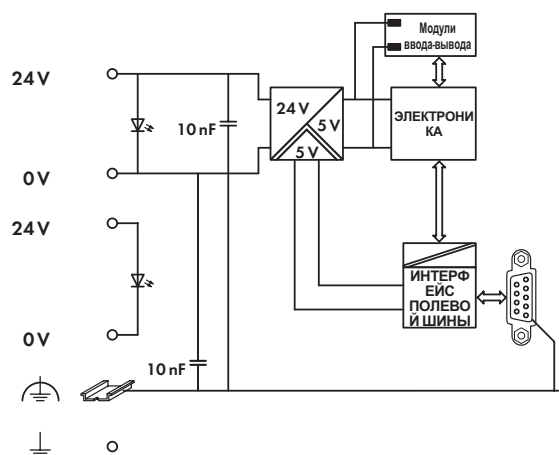 Модули
ввода-вывода
24V
24V
5V
5V
10 nF
ЭЛЕКТРОНИ
КА
0V
24V
ИНТЕРФ
ЕЙС
ПОЛЕВО
Й ШИНЫ
0V
10 nF